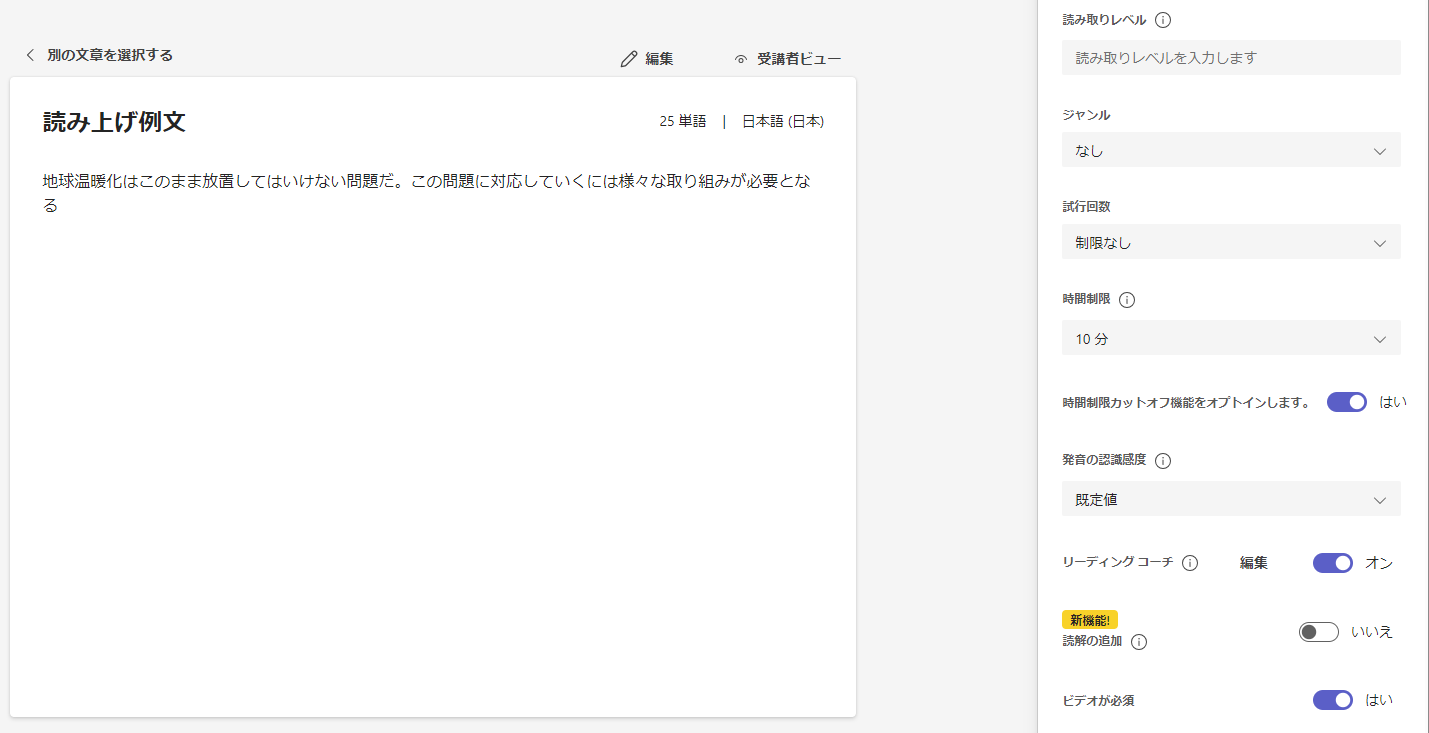 別の文章を選択する
編集
受講者ビュー
読み上げ例文
25 単語 | 日本語 (日本)
地球温暖化はこのまま放置してはいけない問題だ。この問題に対応していくには様々な取り組みが必要とな
る
読み取りレベル
読み取りレベルを入力します
ジャンル
なし
試行回数
制限なし
時間制限
10 分
時間制限カットオフ機能をオプトインします。 はい
発音の認識感度
既定値
リーディング コーチ 編集 オン
新機能!
読解の追加 いいえ
ビデオが必須 はい